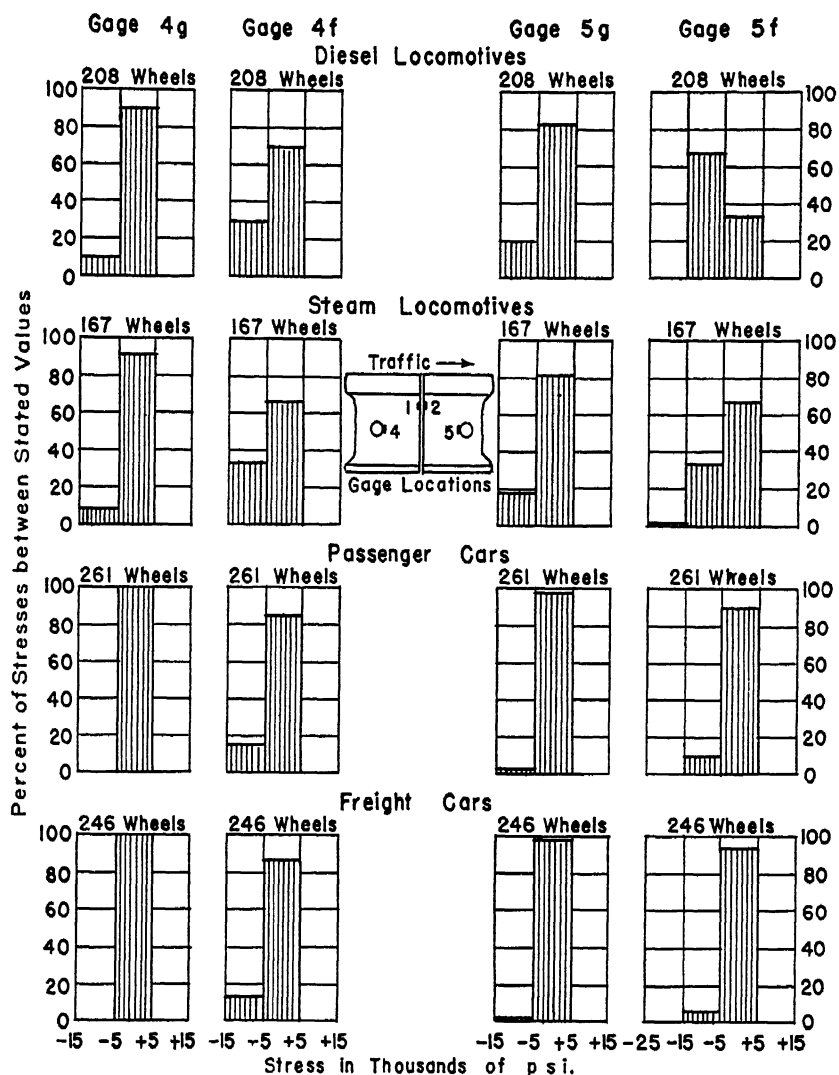 Gage 4g Gage 4f Gage 5g Gage 5f
Diesel Locomotives
208 Wheels 208 Wheels 208 Wheels 208 Wheels
100 100
80 80
60 60
40 40
20 20
0 0
Steam Locomotives
167 Wheels 167 Wheels 167 Wheels 167 Wheels
100 100
80 80
60 60
40 40
20 20
0 0
Traffic
1 2
4 5
Gage Locations
Passenger Cars
261 Wheels 261 Wheels 261 Wheels 261 Wheels
100 100
80 80
60 60
40 40
20 20
0 0
Freight Cars
246 Wheels 246 Wheels 246 Wheels 246 Wheels
100 100
80 80
60 60
40 40
20 20
0 0
-15 -5 +5 +15 -15 -5 +5 +15 -15 -5 +5 +15 -25 -15 -5 +5 +15
Stress in Thousands of psi.
Percent of Stresses between Stated Values